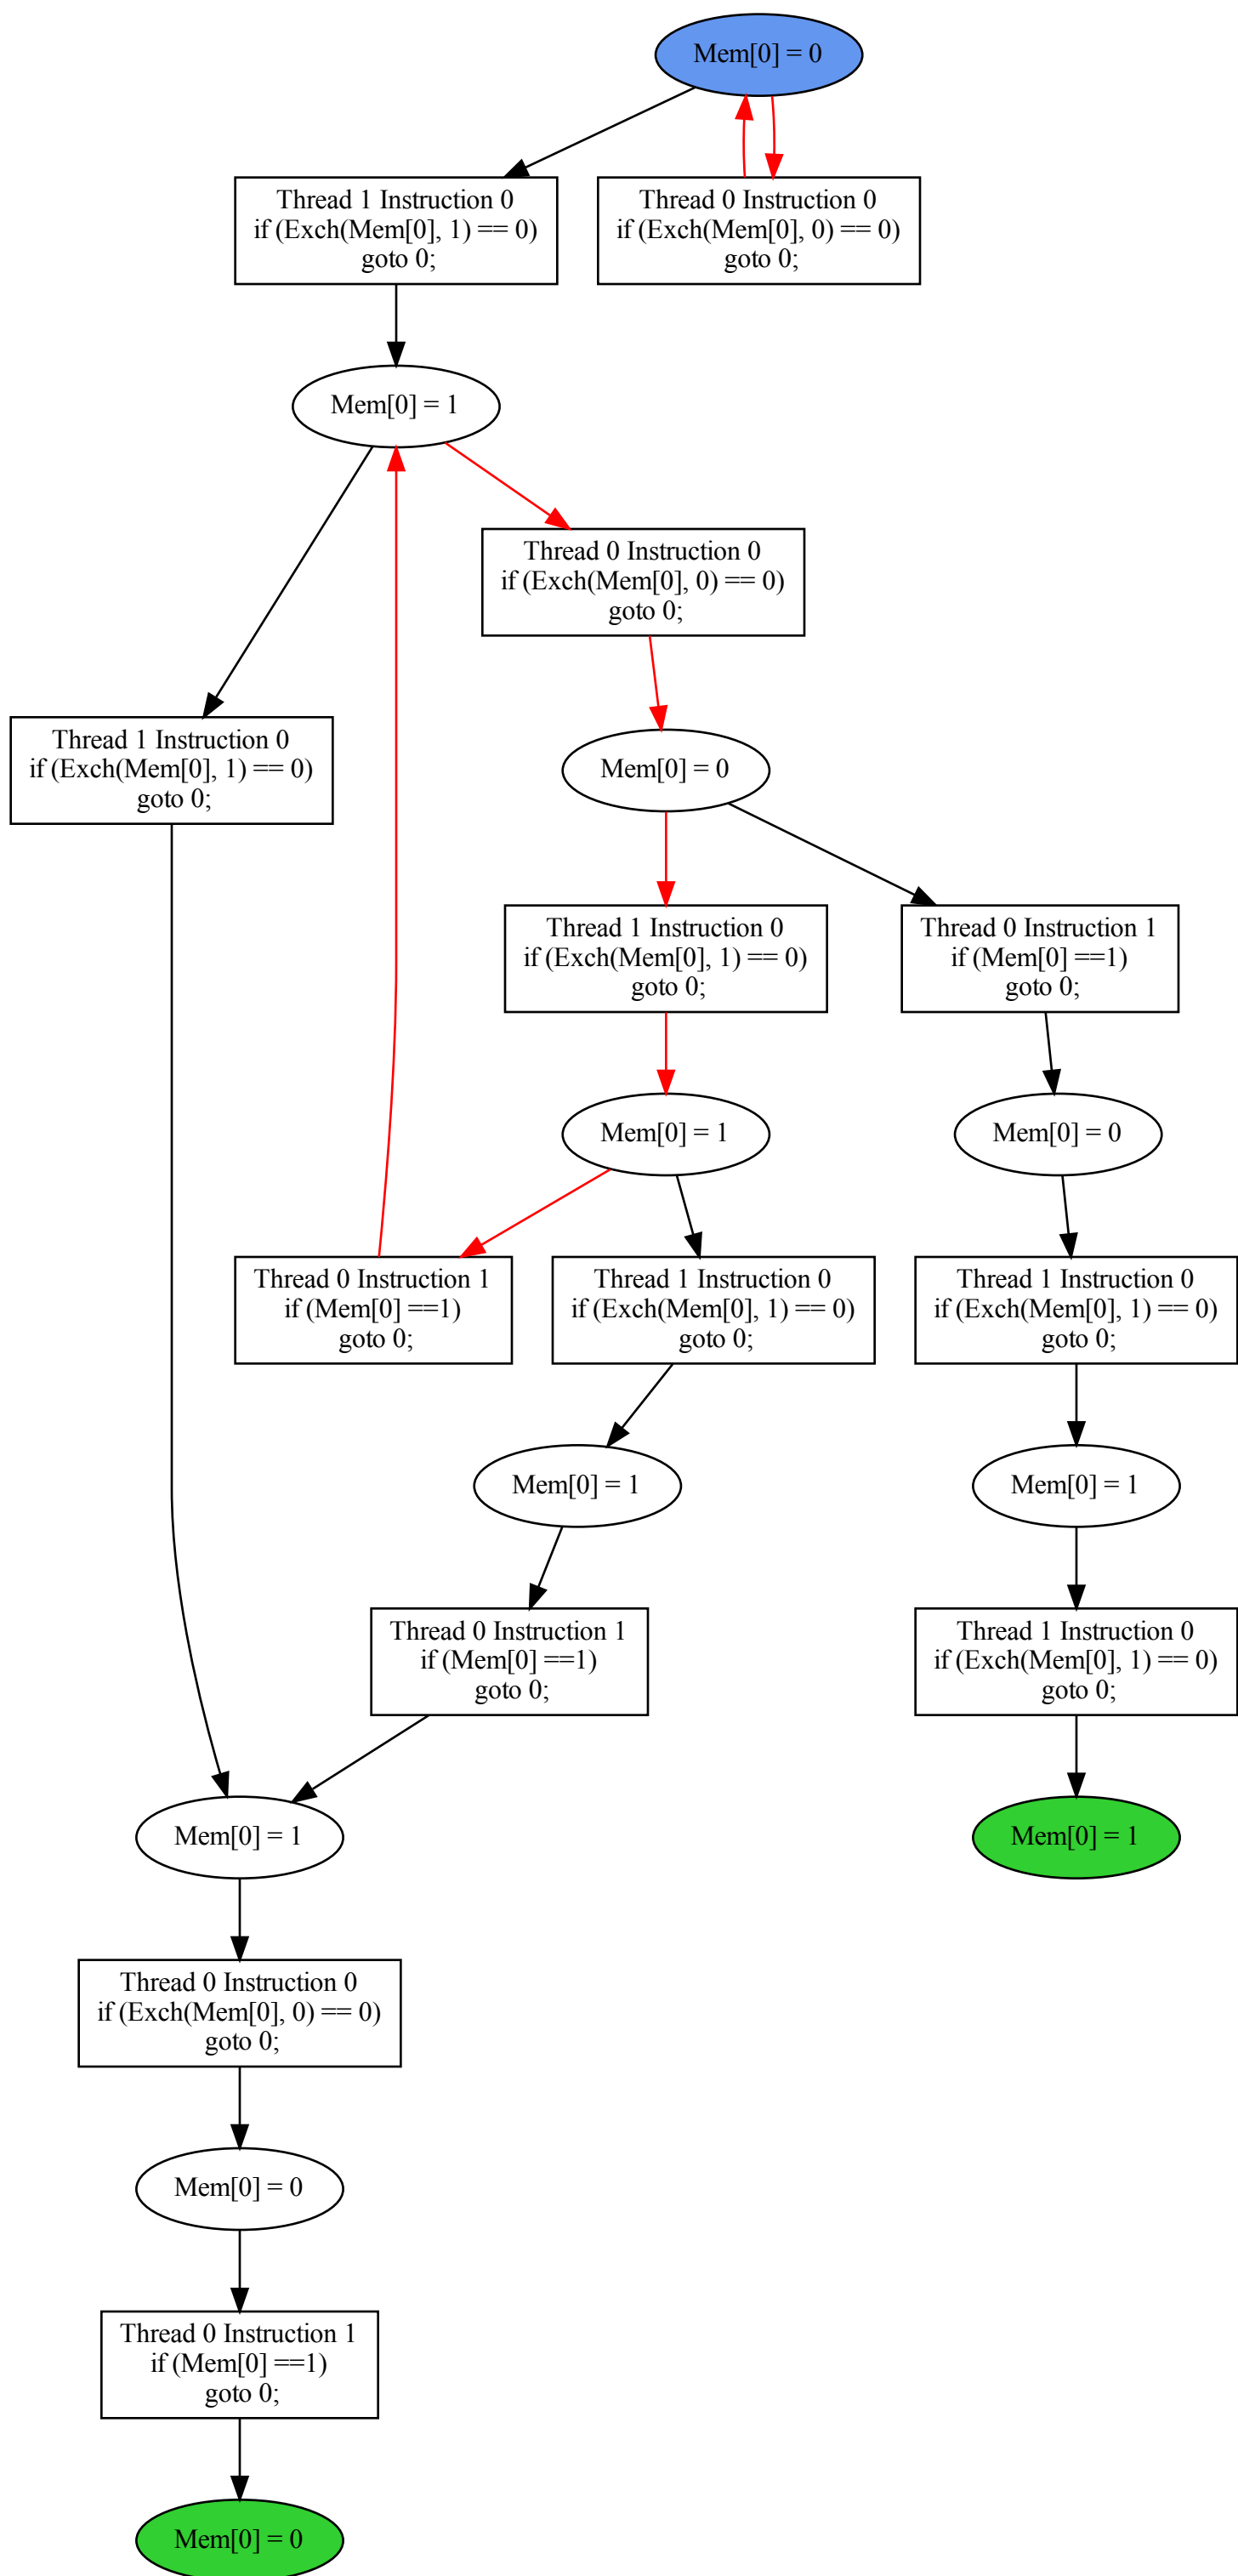 Mem[0] = 0
Thread 1 Instruction 0
if (Exch(Mem[0], 1) == 0)
goto 0;
Thread 0 Instruction 0
if (Exch(Mem[0], 0) == 0)
goto 0;
Mem[0] = 1
Thread 0 Instruction 0
if (Exch(Mem[0], 0) == 0)
goto 0;
Thread 1 Instruction 0
if (Exch(Mem[0], 1) == 0)
goto 0;
Mem[0] = 0
Thread 1 Instruction 0
if (Exch(Mem[0], 1) == 0)
goto 0;
Thread 0 Instruction 1
if (Mem[0] ==1)
goto 0;
Mem[0] = 1
Mem[0] = 0
Thread 0 Instruction 1
if (Mem[0] ==1)
goto 0;
Thread 1 Instruction 0
if (Exch(Mem[0], 1) == 0)
goto 0;
Thread 1 Instruction 0
if (Exch(Mem[0], 1) == 0)
goto 0;
Mem[0] = 1
Mem[0] = 1
Thread 0 Instruction 1
if (Mem[0] ==1)
goto 0;
Thread 1 Instruction 0
if (Exch(Mem[0], 1) == 0)
goto 0;
Mem[0] = 1
Mem[0] = 1
Thread 0 Instruction 0
if (Exch(Mem[0], 0) == 0)
goto 0;
Mem[0] = 0
Thread 0 Instruction 1
if (Mem[0] ==1)
goto 0;
Mem[0] = 0